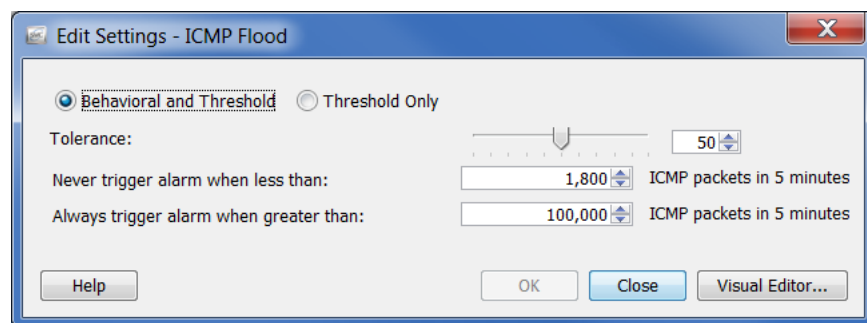 Edit Settings - ICMP Flood
Behavioral and Threshold Threshold Only
Tolerance: 50
Never trigger alarm when less than: 1,800 ICMP packets in 5 minutes
Always trigger alarm when greater than: 100,000 ICMP packets in 5 minutes
Help OK Close Visual Editor...